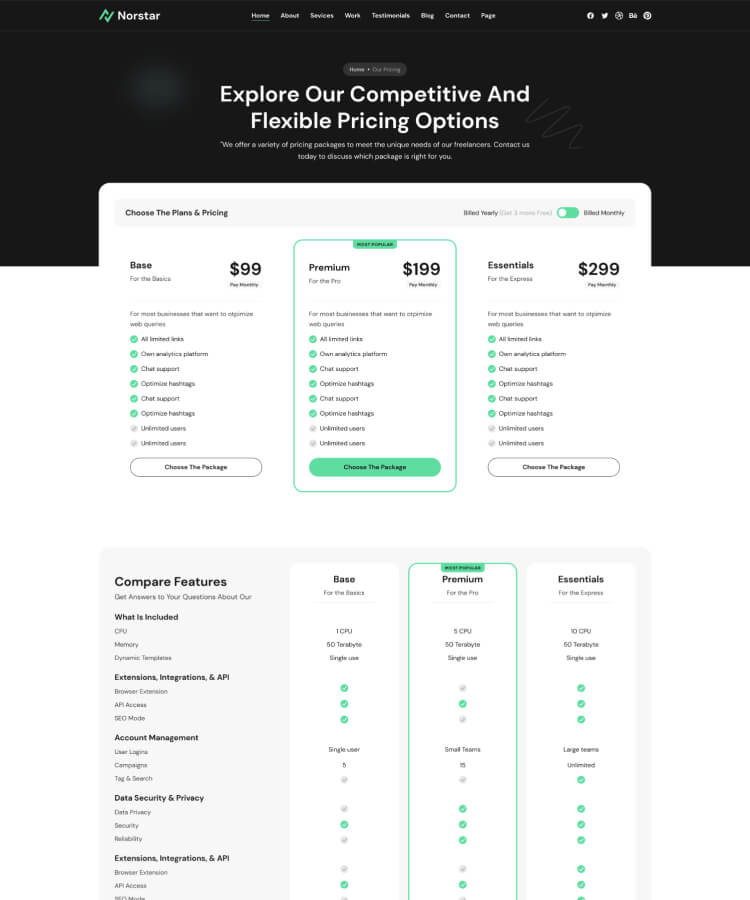 Norstar
Home About Sevices Work Testimonials Blog Contact Page
Home • Our Pricing
Explore Our Competitive And
Flexible Pricing Options
"We offer a variety of pricing packages to meet the unique needs of our freelancers. Contact us
today to discuss which package is right for you.
Choose The Plans & Pricing
Billed Yearly (Get 3 mons Free) Billed Monthly
Base
For the Basics
$99
Pay Monthly
For most businesses that want to otpimize
web queries
All limited links
Own analytics platform
Chat support
Optimize hashtags
Chat support
Optimize hashtags
Unlimited users
Unlimited users
Choose The Package
MOST POPULAR
Premium
For the Pro
$199
Pay Monthly
For most businesses that want to otpimize
web queries
All limited links
Own analytics platform
Chat support
Optimize hashtags
Chat support
Optimize hashtags
Unlimited users
Unlimited users
Choose The Package
Essentials
For the Express
$299
Pay Monthly
For most businesses that want to otpimize
web queries
All limited links
Own analytics platform
Chat support
Optimize hashtags
Chat support
Optimize hashtags
Unlimited users
Unlimited users
Choose The Package
Compare Features
Get Answers to Your Questions About Our
Base
For the Basics
MOST POPULAR
Premium
For the Pro
Essentials
For the Express
What Is Included
CPU 1 CPU 5 CPU 10 CPU
Memory 50 Terabyte 50 Terabyte 50 Terabyte
Dynamic Templates Single use Single use Single use
Extensions, Integrations, & API
Browser Extension
API Access
SEO Mode
Account Management
User Logins Single user Small Teams Large teams
Campaigns 5 15 Unlimited
Tag & Search
Data Security & Privacy
Data Privacy
Security
Reliability
Extensions, Integrations, & API
Browser Extension
API Access
SEO Mode